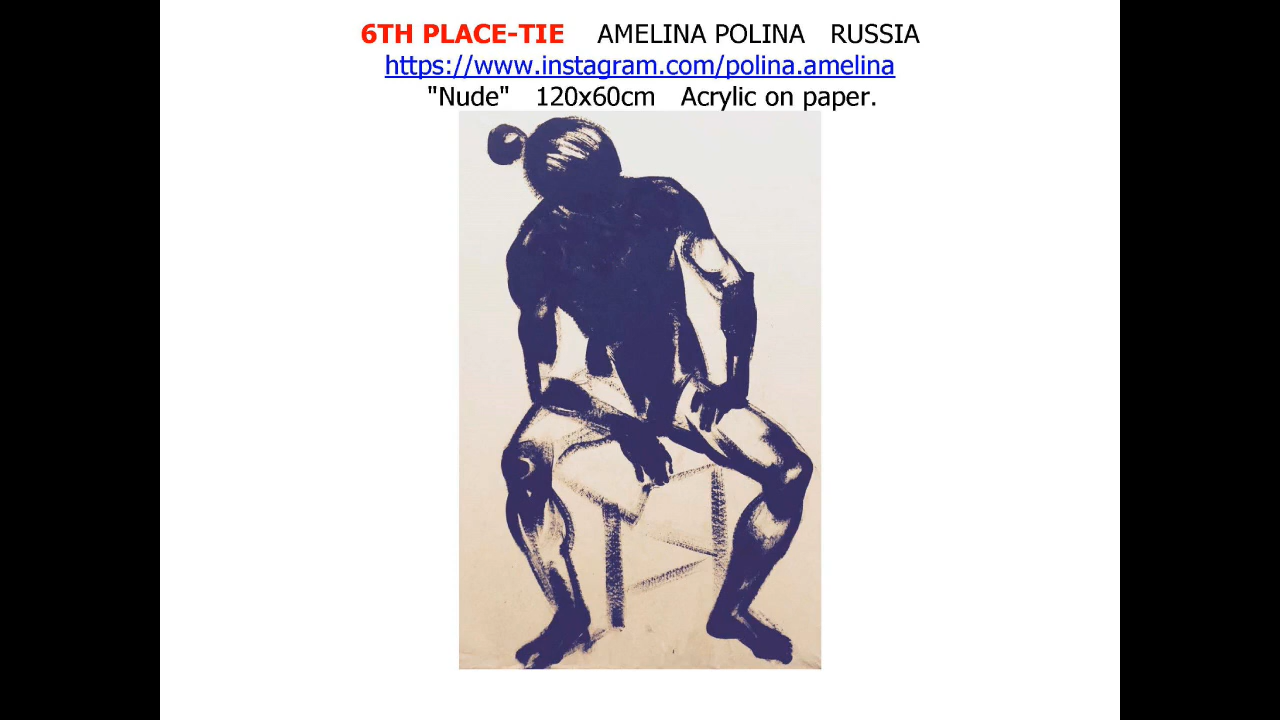 6TH PLACE-TIE AMELINA POLINA RUSSIA
https://www.instagram.com/polina.amelina
"Nude" 120x60cm Acrylic on paper.